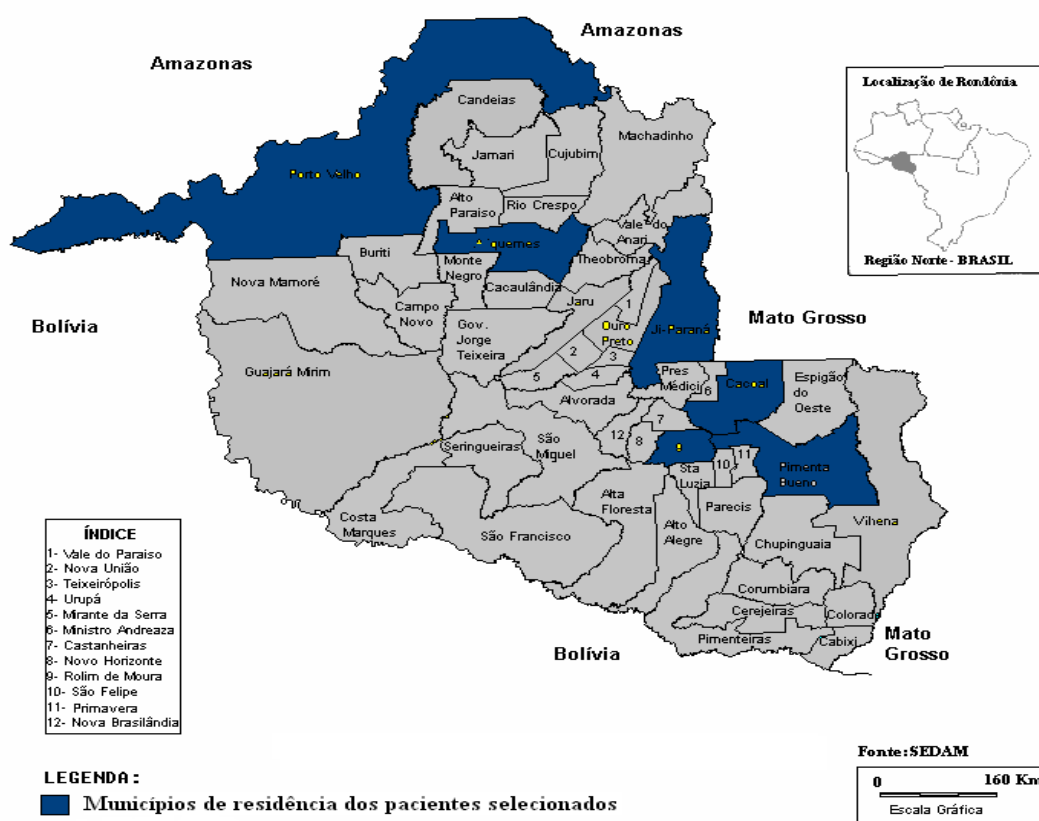 Amazonas
Amazonas
Localização de Rondônia
Região Norte - BRASIL
Candeias
Machadinho
Jamari
Cujubim
Porto Velho
Alto
Paraiso
Rio Crespo
Vale do
Anari
Buriti
Monte
Negro
Theobroma
Nova Mamoré
Cacaulândia
Jaru
1
Campo
Novo
Bolívia
Gov.
Jorge
Teixeira
Ouro
Preto
Ji-Paraná
Mato Grosso
2
3
Guajará Mirim
5
4
Pres
Médici
6
Cacoal
Espigão
do
Oeste
Alvorada
7
12
8
São
Miguel
Seringueiras
Sta
Luzia
10
11
Pimenta
Bueno
Alta
Floresta
Parecis
Vilhena
Costa
Marques
São Francisco
Alto
Alegre
Chupinguaia
Corumbiara
Cerejeiras
Colorado
Pimenteiras
Cabixi
Bolívia
Mato
Grosso
ÍNDICE
1- Vale do Paraiso
2- Nova União
3- Teixeirópolis
4- Urupá
5- Mirante da Serra
6- Ministro Andreaza
7- Castanheiras
8- Novo Horizonte
9- Rolim de Moura
10- São Felipe
11- Primavera
12- Nova Brasilândia
Fonte:SEDAM
0 160 Km
Escala Gráfica
LEGENDA:
Municípios de residência dos pacientes selecionados